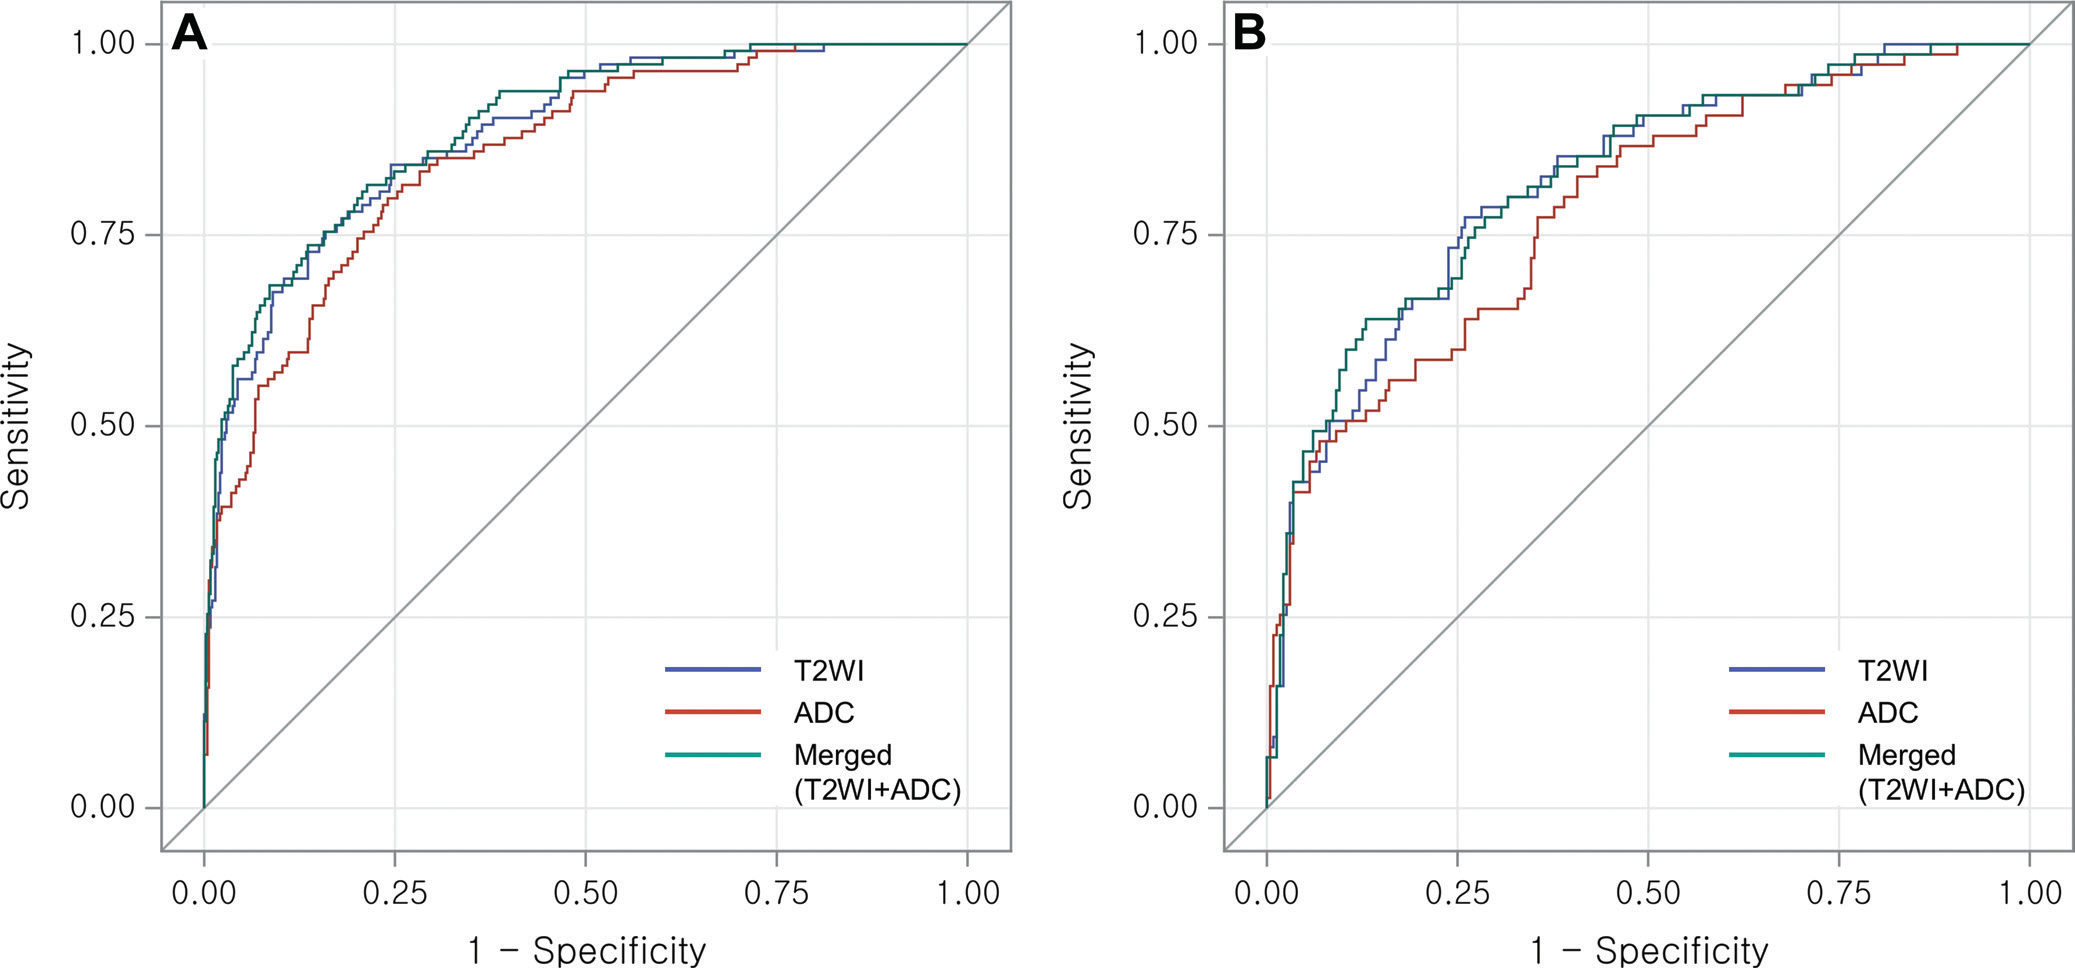 A
1.00
0.75
0.50
0.25
0.00
Sensitivity
T2WI
ADC
Merged
(T2WI+ADC)
0.00 0.25 0.50 0.75 1.00
1 – Specificity
B
1.00
0.75
0.50
0.25
0.00
Sensitivity
T2WI
ADC
Merged
(T2WI+ADC)
0.00 0.25 0.50 0.75 1.00
1 – Specificity